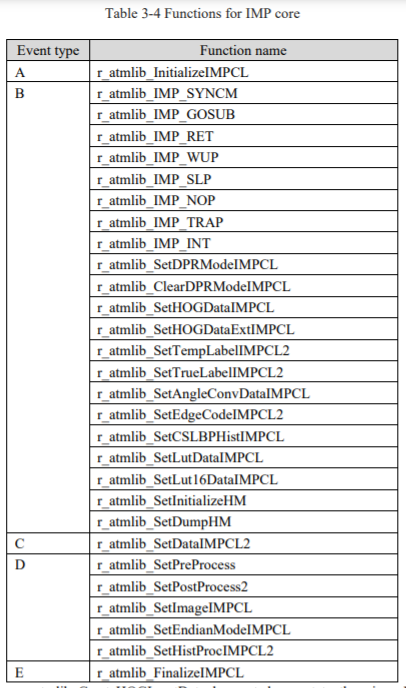 Table 3-4 Functions for IMP core
Event type Function name
A r_atmlib_InitializeIMPCL
B r_atmlib_IMP_SYNCM
r_atmlib_IMP_GOSUB
r_atmlib_IMP_RET
r_atmlib_IMP_WUP
r_atmlib_IMP_SLP
r_atmlib_IMP_NOP
r_atmlib_IMP_TRAP
r_atmlib_IMP_INT
r_atmlib_SetDPRModeIMPCL
r_atmlib_ClearDPRModeIMPCL
r_atmlib_SetHOGDataIMPCL
r_atmlib_SetHOGDataExtIMPCL
r_atmlib_SetTempLabelIMPCL2
r_atmlib_SetTrueLabelIMPCL2
r_atmlib_SetAngleConvDataIMPCL
r_atmlib_SetEdgeCodeIMPCL2
r_atmlib_SetCSLBPHistIMPCL
r_atmlib_SetLutDataIMPCL
r_atmlib_SetLut16DataIMPCL
r_atmlib_SetInitializeHM
r_atmlib_SetDumpHM
C r_atmlib_SetDataIMPCL2
D r_atmlib_SetPreProcess
r_atmlib_SetPostProcess2
r_atmlib_SetImageIMPCL
r_atmlib_SetEndianModeIMPCL
r_atmlib_SetHistProcIMPCL2
E r_atmlib_FinalizeIMPCL